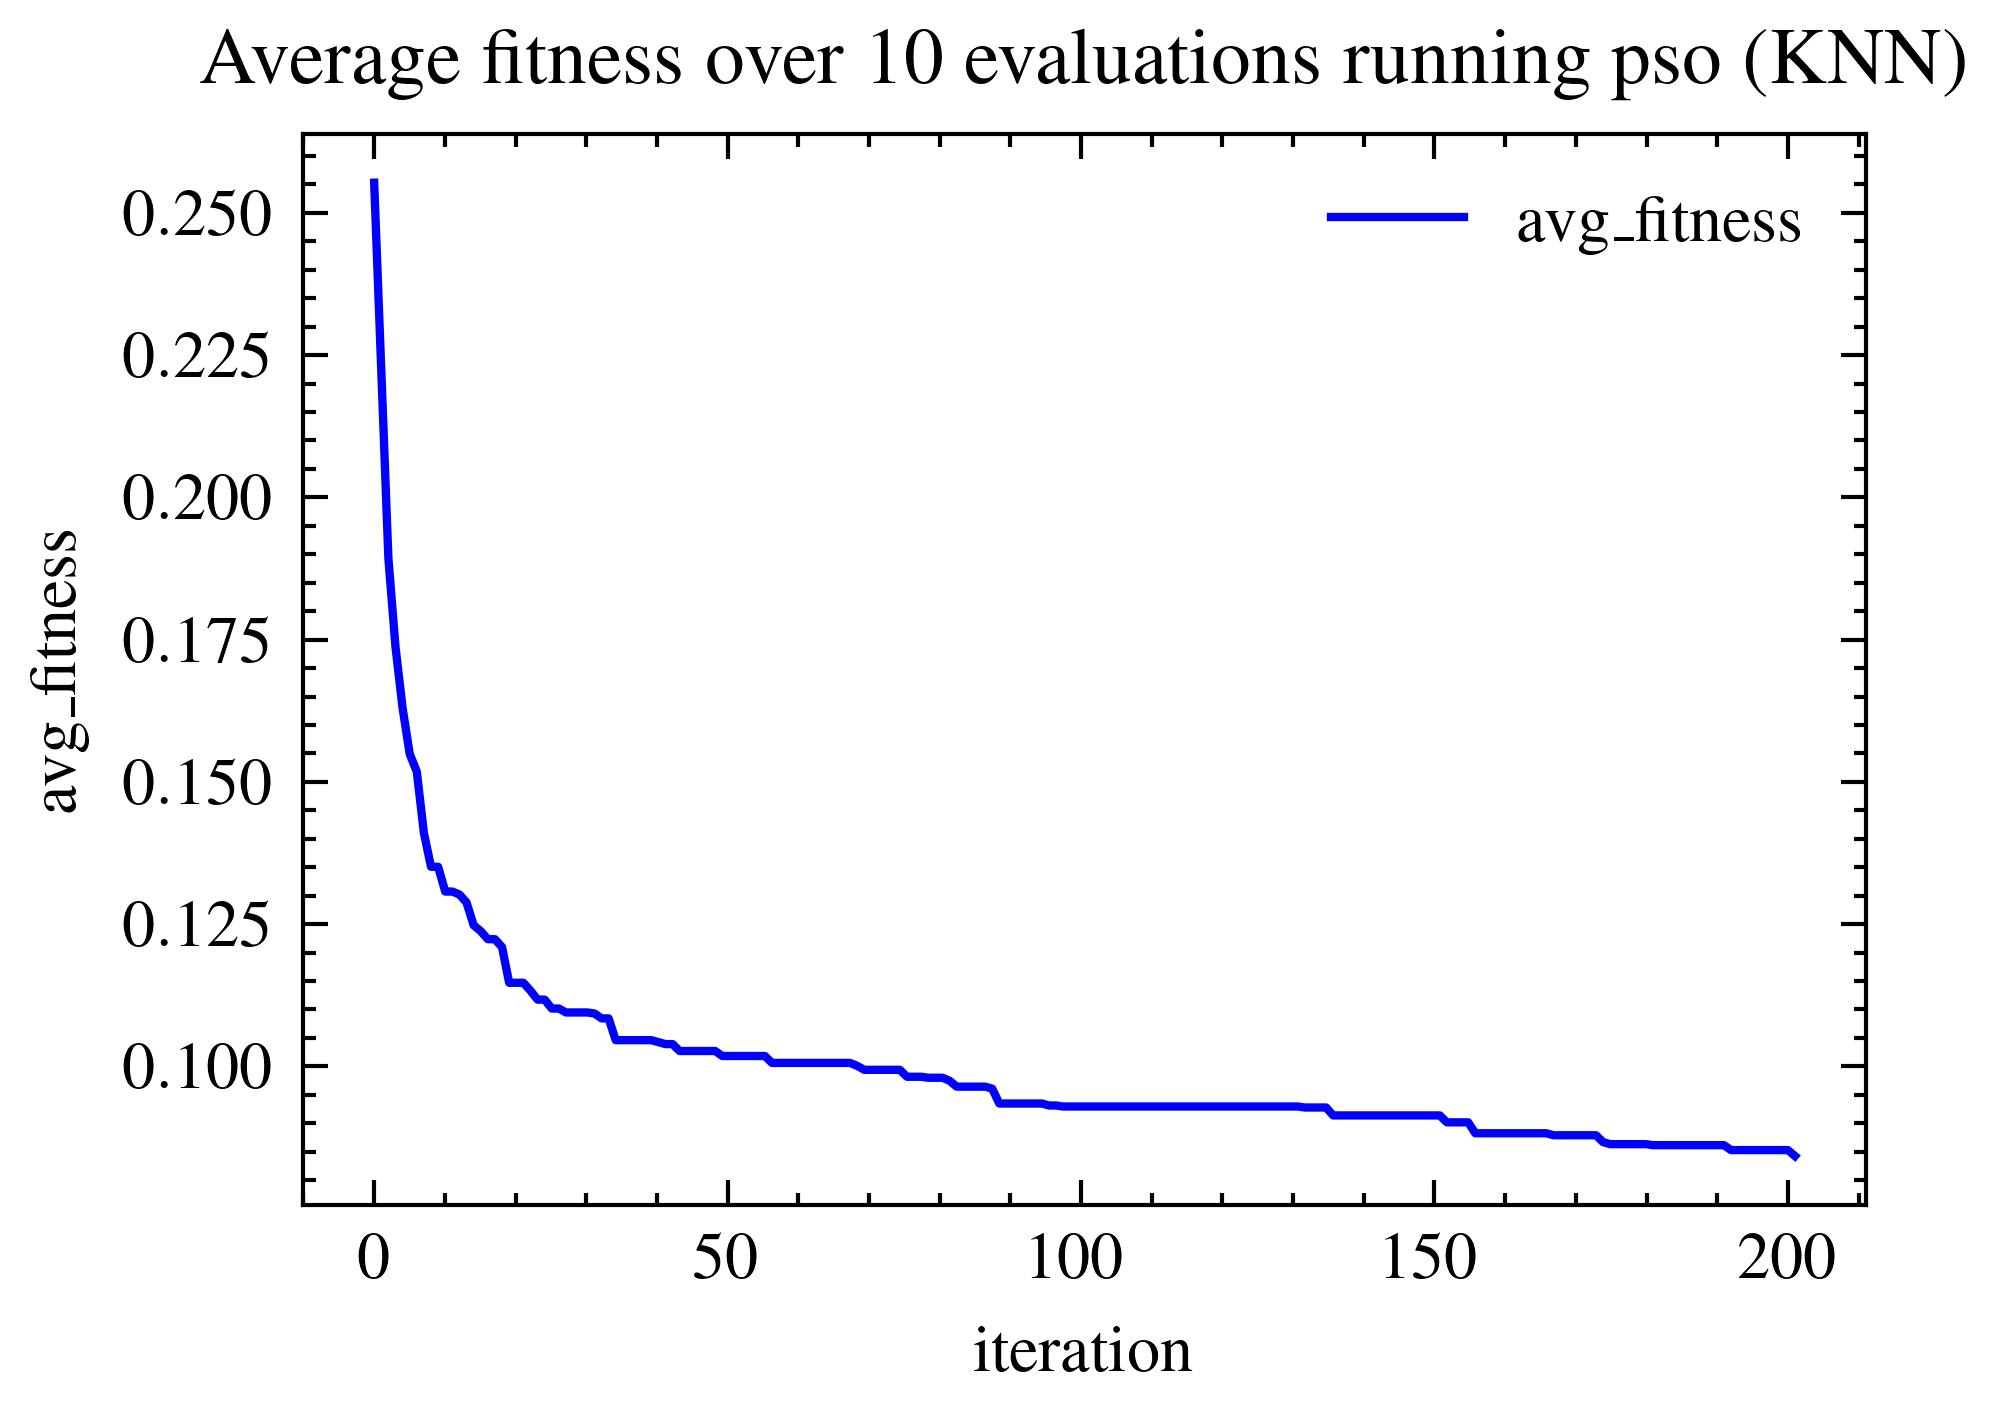 Average fitness over 10 evaluations running pso (KNN)
avg_fitness
0.250
0.225
0.200
0.175
0.150
0.125
0.100
avg_fitness
0 50 100 150 200
iteration